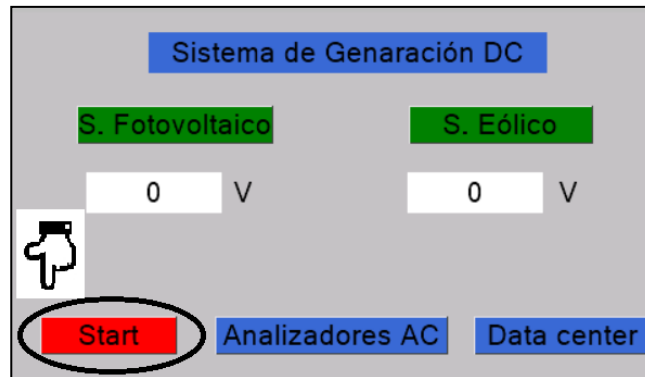 Sistema de Genaración DC
S. Fotovoltaico S. Eólico
0 V 0 V
Start Analizadores AC Data center